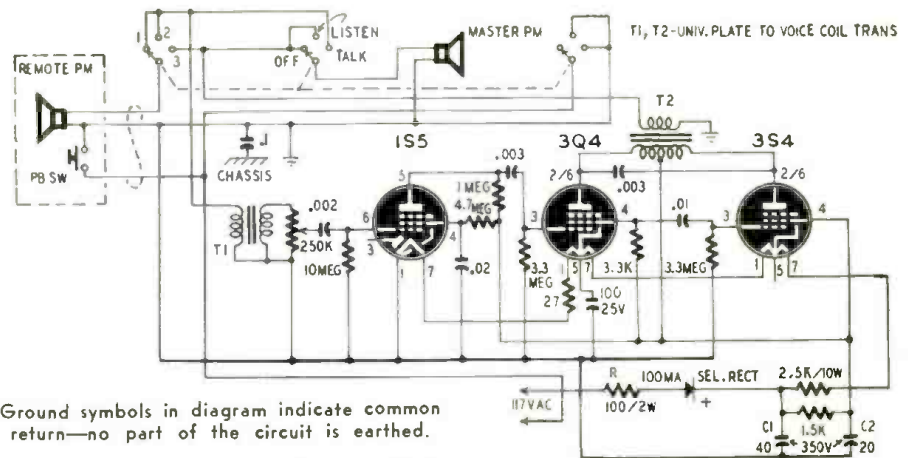 T1, T2-UNIV. PLATE TO VOICE COIL TRANS
LISTEN
TALK
OFF
MASTER PM
1
2
3
REMOTE PM
PB SW
.1
CHASSIS
T2
1S5
3Q4
3S4
.003
5
1 MEG
4.7 MEG
2/6
.003
2/6
.002
6
3
4
3
4
.01
3
4
T1
250K
10MEG
1
7
.02
3.3 MEG
1
5
7
27
100
25V
3.3K
3.3MEG
1
5
7
R
100/2W
100MA
SEL. RECT
+
2.5K/10W
1.5K
117VAC
C1
40
350V
C2
20
Ground symbols in diagram indicate common
return—no part of the circuit is earthed.